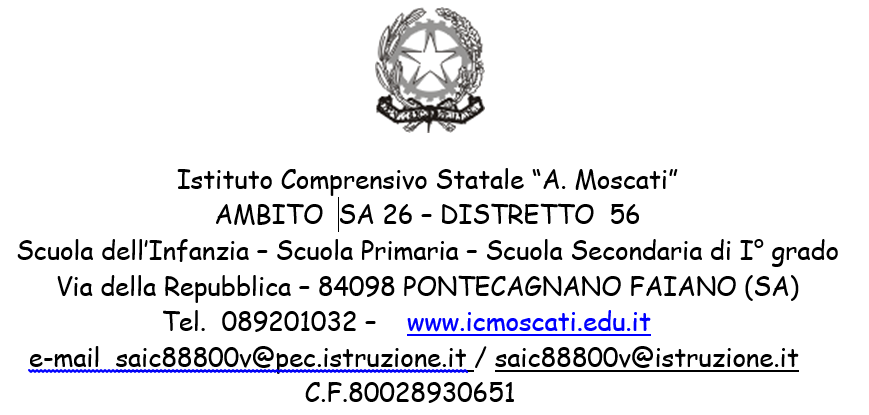 Istituto Comprensivo Statale “A. Moscati”
AMBITO SA 26 – DISTRETTO 56
Scuola dell’Infanzia – Scuola Primaria – Scuola Secondaria di I° grado
Via della Repubblica – 84098 PONTECAGNANO FAIANO (SA)
Tel. 089201032 – www.icmoscati.edu.it
e-mail saic88800v@pec.istruzione.it / saic88800v@istruzione.it
C.F.80028930651